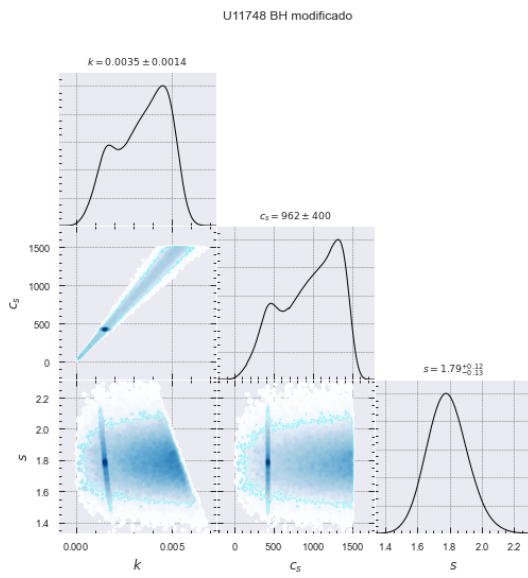 U11748 BH modificado
k = 0.0035 ± 0.0014
1500
1000
500
0
c_s
c_s = 962 ± 400
2.2
2.0
1.8
1.6
1.4
s
s = 1.79^{+0.12}_{-0.13}
0.000 0.005
k
0 500 1000 1500
c_s
1.4 1.6 1.8 2.0 2.2
s